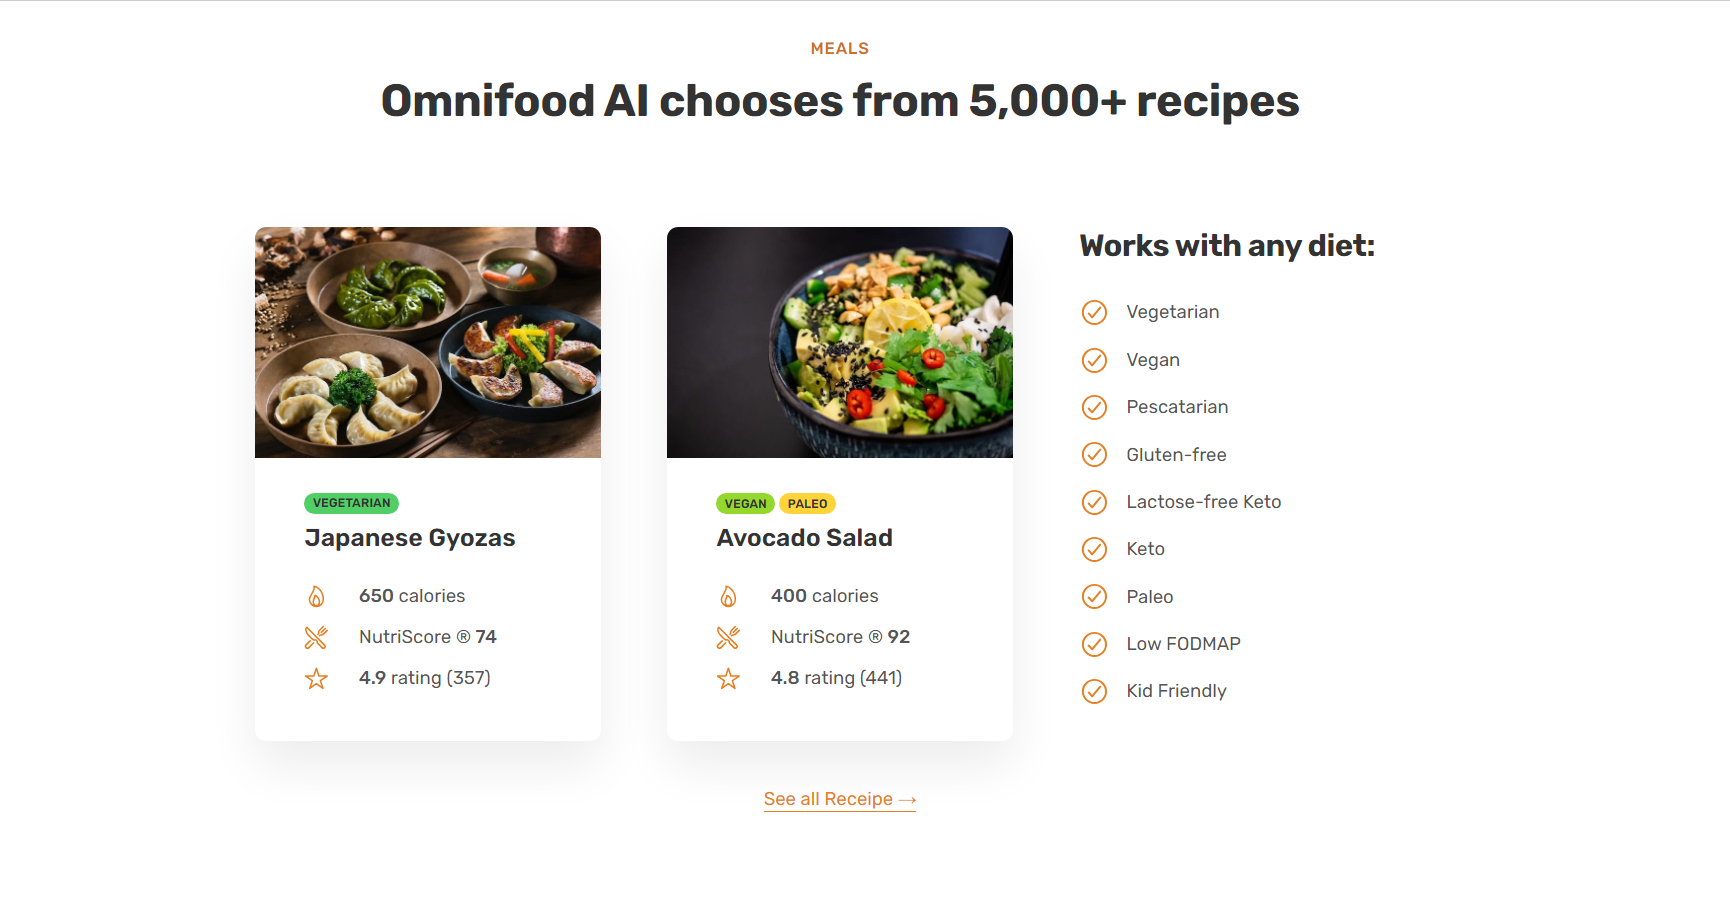 MEALS
Omnifood AI chooses from 5,000+ recipes
VEGETARIAN
Japanese Gyozas
650 calories
NutriScore ® 74
4.9 rating (357)
VEGAN PALEO
Avocado Salad
400 calories
NutriScore ® 92
4.8 rating (441)
Works with any diet:
Vegetarian
Vegan
Pescatarian
Gluten-free
Lactose-free Keto
Keto
Paleo
Low FODMAP
Kid Friendly
See all Receipe →